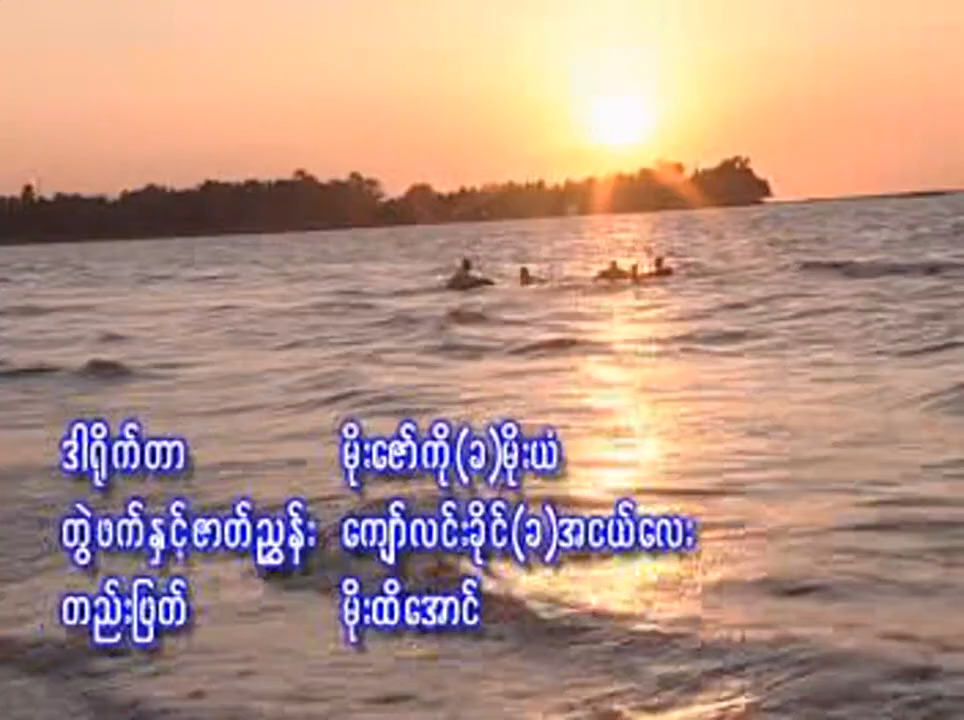 ဒါရိုက်တာ မိုးဇော်ကို(ခ)မိုးယံ
တွဲဖက်နှင့်ဇာတ်ညွှန်း ကျော်လင်းခိုင်(ခ)အငယ်လေး
တည်းဖြတ် မိုးထိအောင်